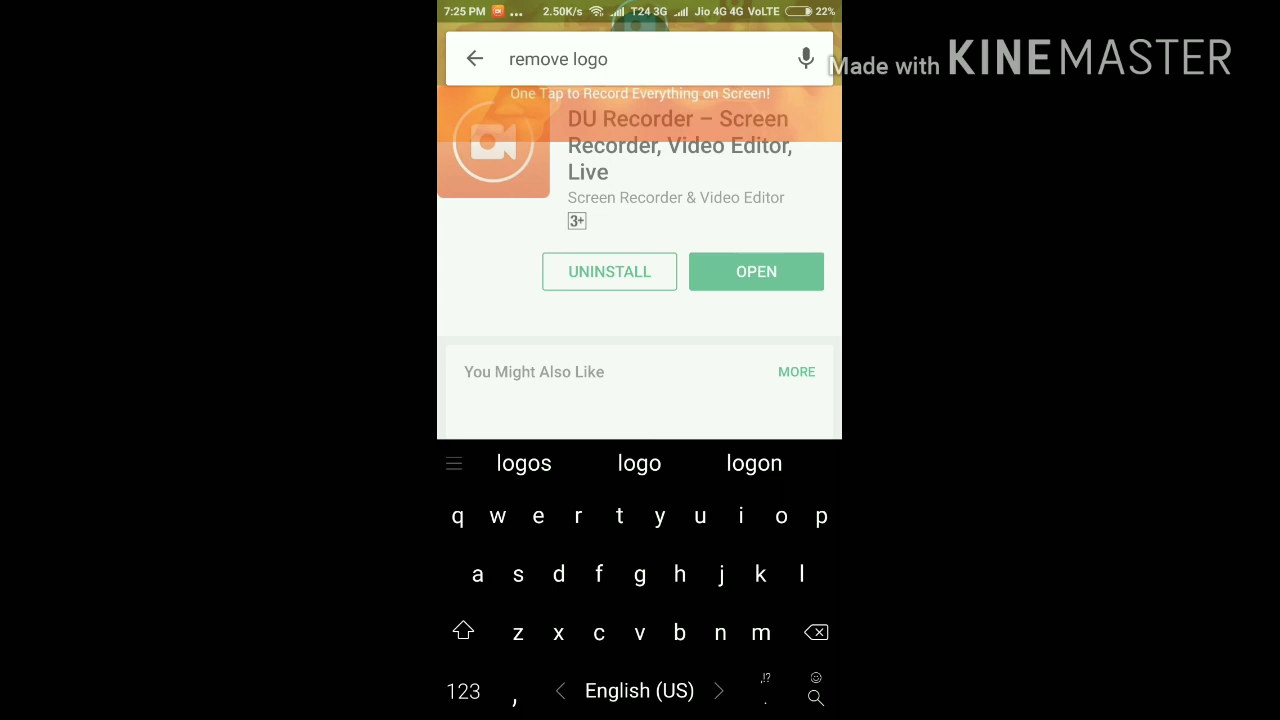 7:25 PM ... 2.50K/s T24 3G Jio 4G 4G VoLTE 22%
remove logo
Made with KINEMASTER
One Tap to Record Everything on Screen!
DU Recorder – Screen
Recorder, Video Editor,
Live
Screen Recorder & Video Editor
3+
UNINSTALL OPEN
You Might Also Like MORE
logos logo logon
q w e r t y u i o p
a s d f g h j k l
z x c v b n m
123 , English (US) ,!? .